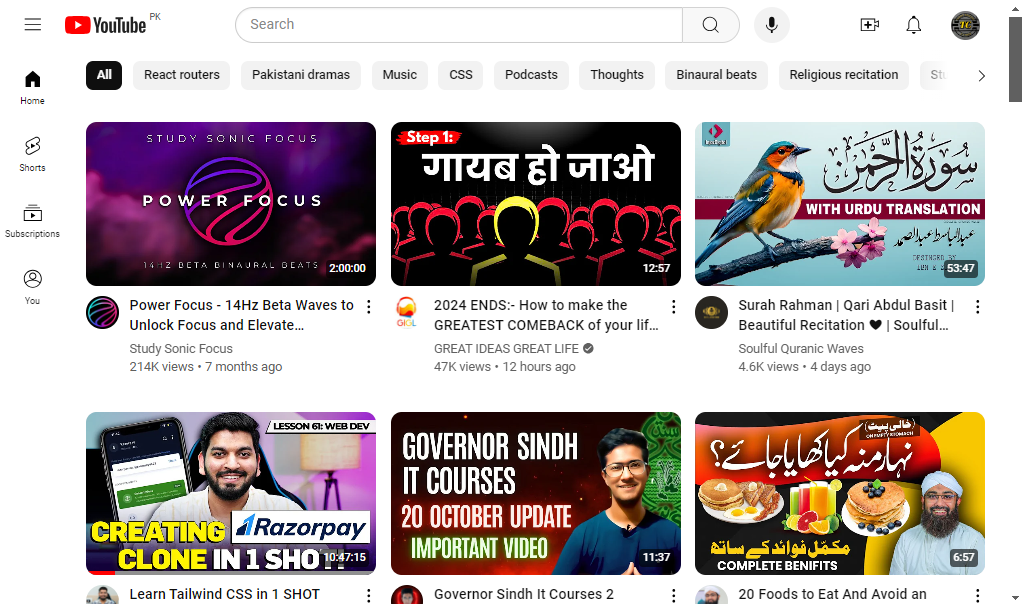 YouTube PK
Search
Home
Shorts
Subscriptions
You
All
React routers
Pakistani dramas
Music
CSS
Podcasts
Thoughts
Binaural beats
Religious recitation
STUDY SONIC FOCUS
POWER FOCUS
14HZ BETA BINAURAL BEATS
2:00:00
Power Focus - 14Hz Beta Waves to
Unlock Focus and Elevate…
Study Sonic Focus
214K views • 7 months ago
Step 1:
गायब हो जाओ
12:57
2024 ENDS:- How to make the
GREATEST COMEBACK of your lif…
GIGL
GREAT IDEAS GREAT LIFE
47K views • 12 hours ago
سورة الرحمن
WITH URDU TRANSLATION
عبدالباسط عبدالصمد
DESINGED BY
53:47
Surah Rahman | Qari Abdul Basit |
Beautiful Recitation 🖤 | Soulful…
Soulful Quranic Waves
4.6K views • 4 days ago
LESSON 61: WEB DEV
CREATING Razorpay
CLONE IN 1 SHOT!
10:47:15
Learn Tailwind CSS in 1 SHOT
GOVERNOR SINDH
IT COURSES
20 OCTOBER UPDATE
IMPORTANT VIDEO
11:37
Governor Sindh It Courses 2
(خالی پیٹ)
ON EMPTY STOMACH
نہار منہ کیا کھایا جائے؟
مکمل فوائد کے ساتھ
COMPLETE BENIFITS
6:57
20 Foods to Eat And Avoid an